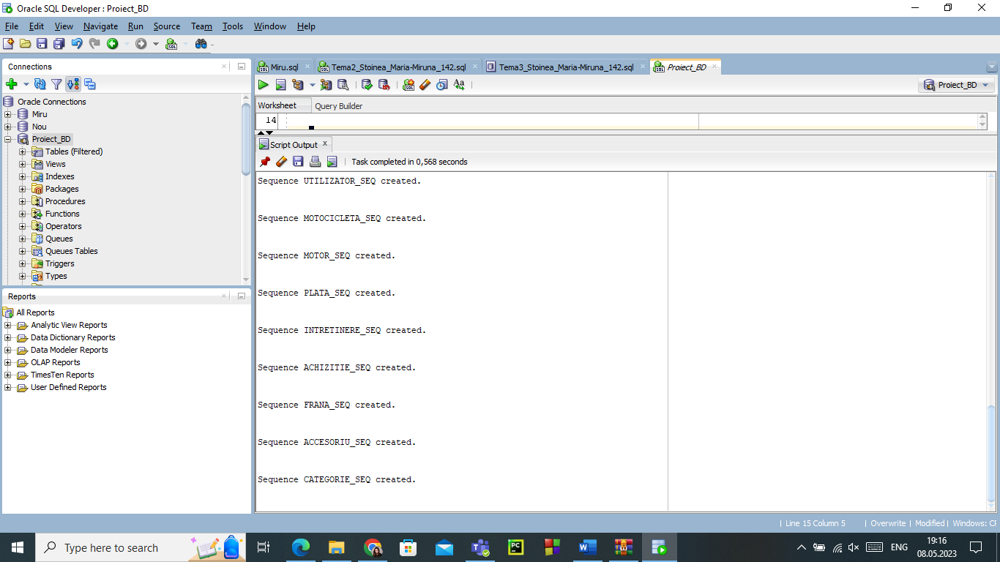 Oracle SQL Developer : Proiect_BD
File Edit View Navigate Run Source Team Tools Window Help
Connections
Oracle Connections
Miru
Nou
Proiect_BD
Tables (Filtered)
Views
Indexes
Packages
Procedures
Functions
Operators
Queues
Queues Tables
Triggers
Types
Reports
All Reports
Analytic View Reports
Data Dictionary Reports
Data Modeler Reports
OLAP Reports
TimesTen Reports
User Defined Reports
Miru.sql Tema2_Stoinea_Maria-Miruna_142.sql Tema3_Stoinea_Maria-Miruna_142.sql Proiect_BD
Proiect_BD
Worksheet Query Builder
14
Script Output
Task completed in 0,568 seconds
Sequence UTILIZATOR_SEQ created.
Sequence MOTOCICLETA_SEQ created.
Sequence MOTOR_SEQ created.
Sequence PLATA_SEQ created.
Sequence INTRETINERE_SEQ created.
Sequence ACHIZITIE_SEQ created.
Sequence FRANA_SEQ created.
Sequence ACCESORIU_SEQ created.
Sequence CATEGORIE_SEQ created.
| Line 15 Column 5 | Overwrite | Modified | Windows: CF
Type here to search
ENG
19:16
08.05.2023